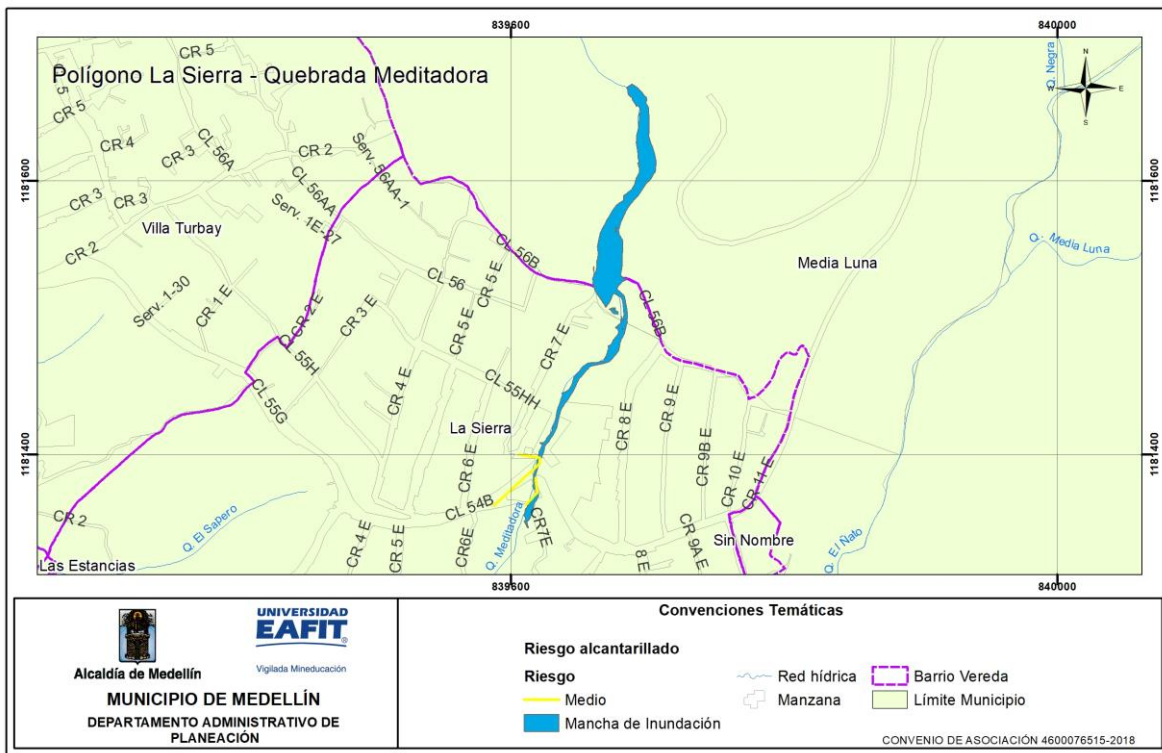 839600
840000
Polígono La Sierra - Quebrada Meditadora
CR 5
CR 5
CR 4
CL 56A
CR 3
CR 2
Serv. 56AA-1
CL 56AA
Serv. 1E-27
CR 3
CR 3
Villa Turbay
CR 2
Serv. 1-30
CR 1 E
CR 2 E
CR 3 E
CL 56
CR 5 E
CL 56B
CL 56B
Q. Negra
Q. Media Luna
Media Luna
1181600
1181600
CL 55H
CL 55G
CR 4 E
CR 5 E
CL 55HH
CR 7 E
La Sierra
CR 6 E
CR 8 E
CR 9 E
CR 9B E
CR 10 E
CR 11 E
1181400
1181400
CL 54B
Q. El Sapero
CR 2
Las Estancias
CR 4 E
CR 5 E
CR6E
Q. Meditadora
CR7E
8 E
CR 9A E
Sin Nombre
Q. El Ñato
N
E
S
839600
840000
Alcaldía de Medellín
UNIVERSIDAD
EAFIT
Vigilada Mineducación
MUNICIPIO DE MEDELLÍN
DEPARTAMENTO ADMINISTRATIVO DE
PLANEACIÓN
Convenciones Temáticas
Riesgo alcantarillado
Riesgo
Medio
Mancha de Inundación
Red hídrica
Manzana
Barrio Vereda
Límite Municipio
CONVENIO DE ASOCIACIÓN 4600076515-2018